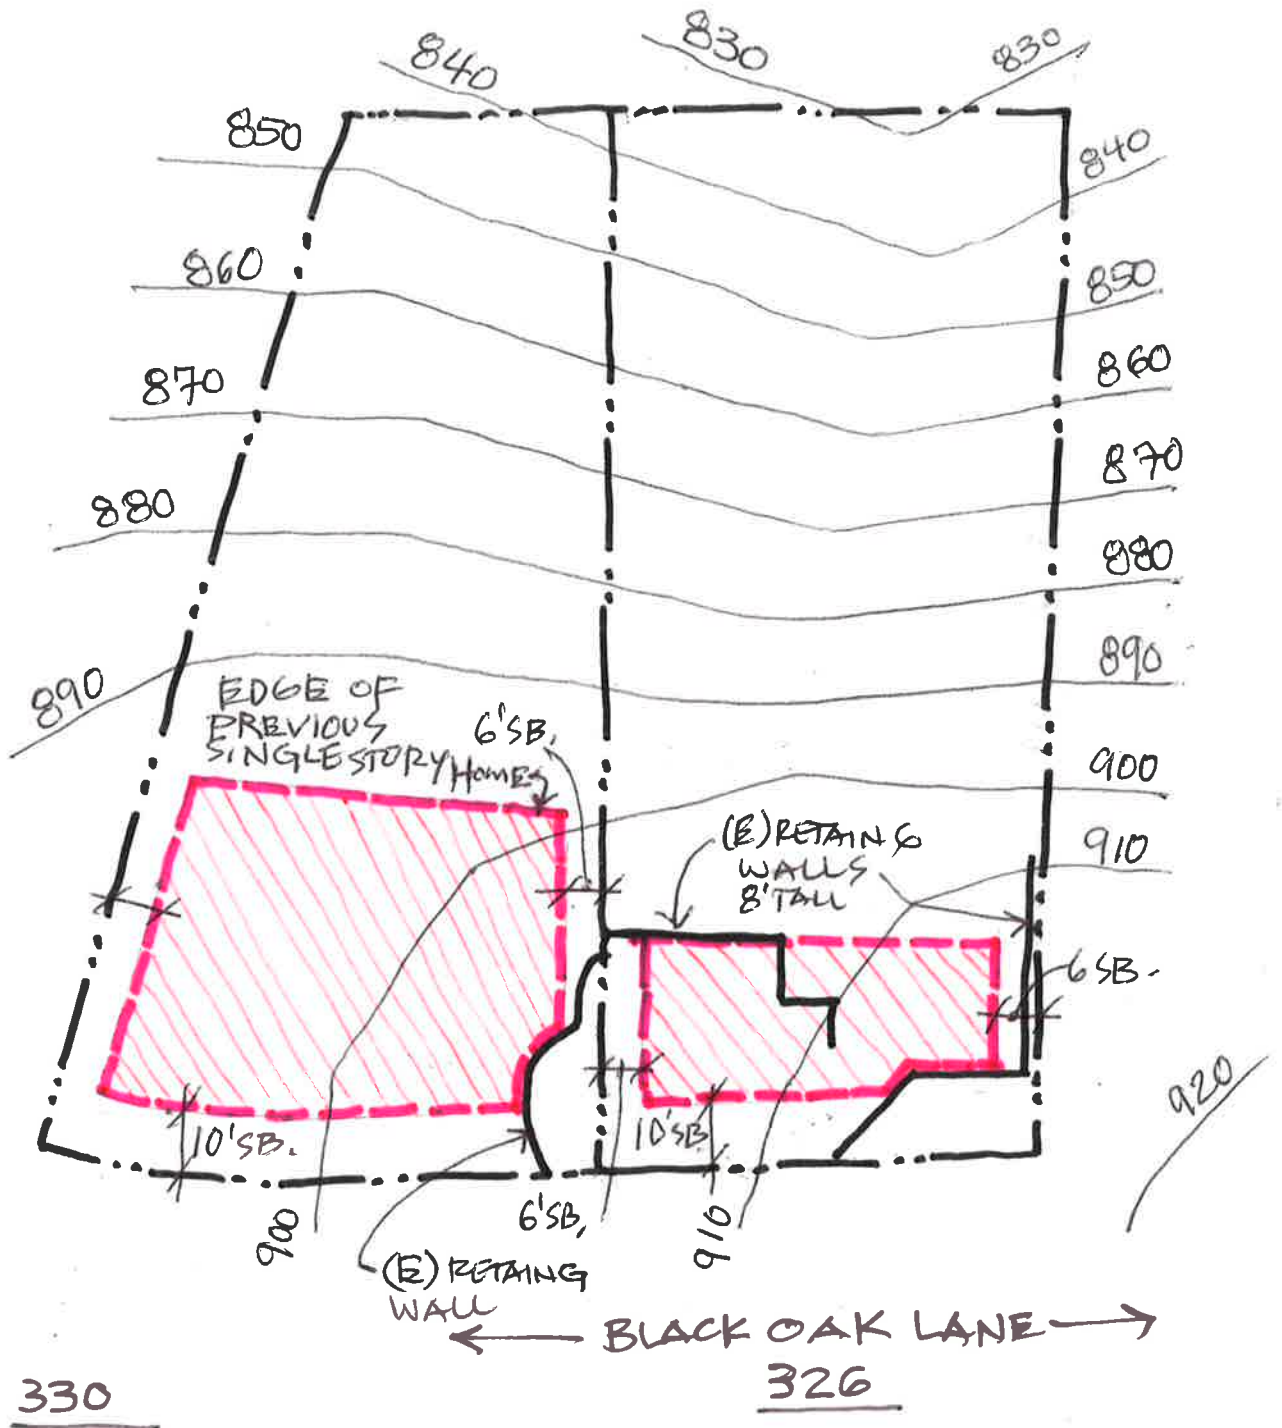 830
830
840
850
840
860
850
870
860
880
870
880
890
890
EDGE OF
PREVIOUS
SINGLE STORY HOMES
6'SB.
900
(E) RETAING
WALLS
8' TALL
910
6 SB.
920
10'SB.
10'SB
6'SB,
900
910
(E) RETAING
WALL
BLACK OAK LANE
330
326